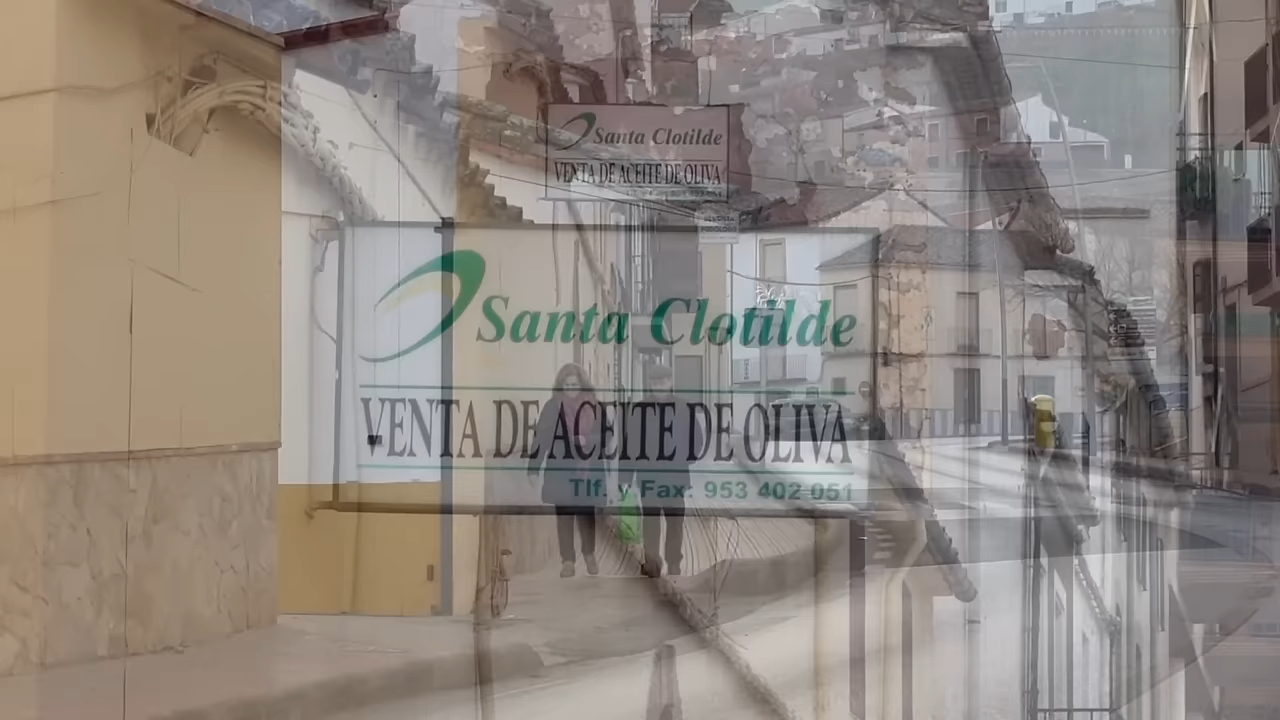 Santa Clotilde
VENTA DE ACEITE DE OLIVA
Santa Clotilde
VENTA DE ACEITE DE OLIVA
Tlf. y Fax: 953 402 051